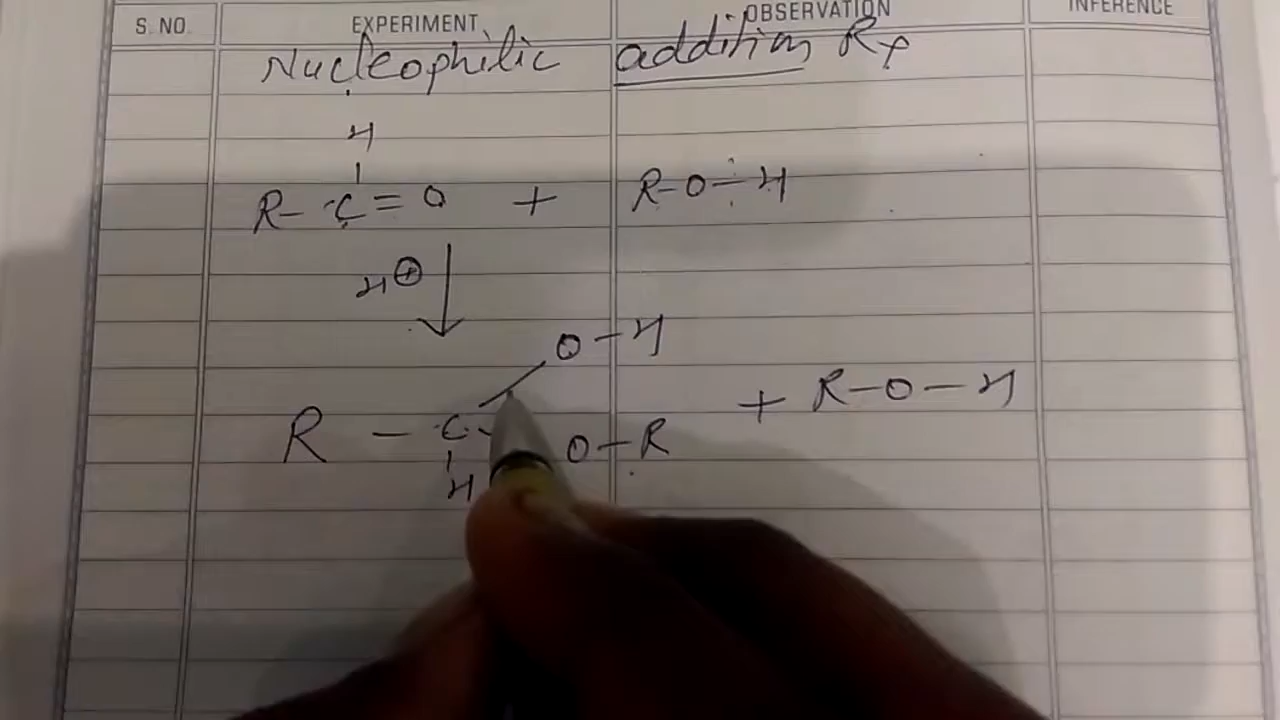 S. NO. EXPERIMENT OBSERVATION INFERENCE
Nucleophilic addition Rx
H
R-C=O + R-O-H
H⊕
O-H
R - C + R-O-H
O-R
H